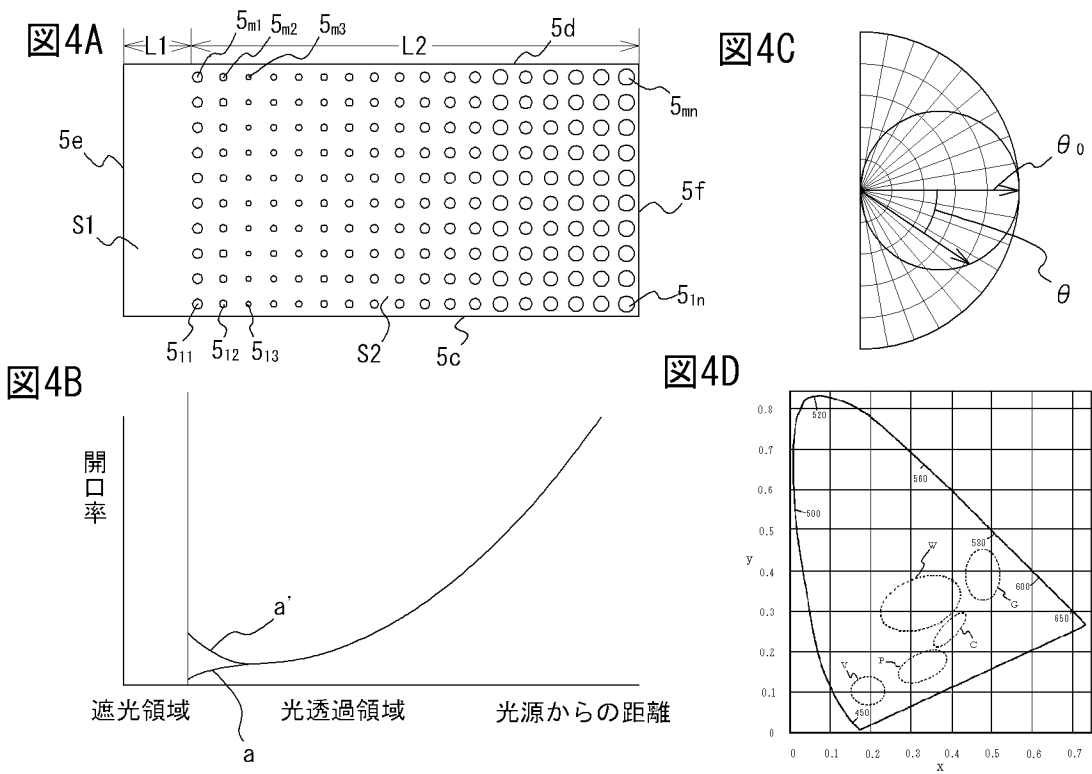 図4A
L1
L2
5m1
5m2
5m3
5d
5mn
5e
5f
S1
S2
5c
511
512
513
51n
図4B
開口率
a'
a
遮光領域
光透過領域
光源からの距離
図4C
θ0
θ
図4D
0.8
0.7
0.6
0.5
0.4
0.3
0.2
0.1
0
y
520
560
500
580
600
650
450
W
G
C
P
V
0
0.1
0.2
0.3
0.4
0.5
0.6
0.7
x